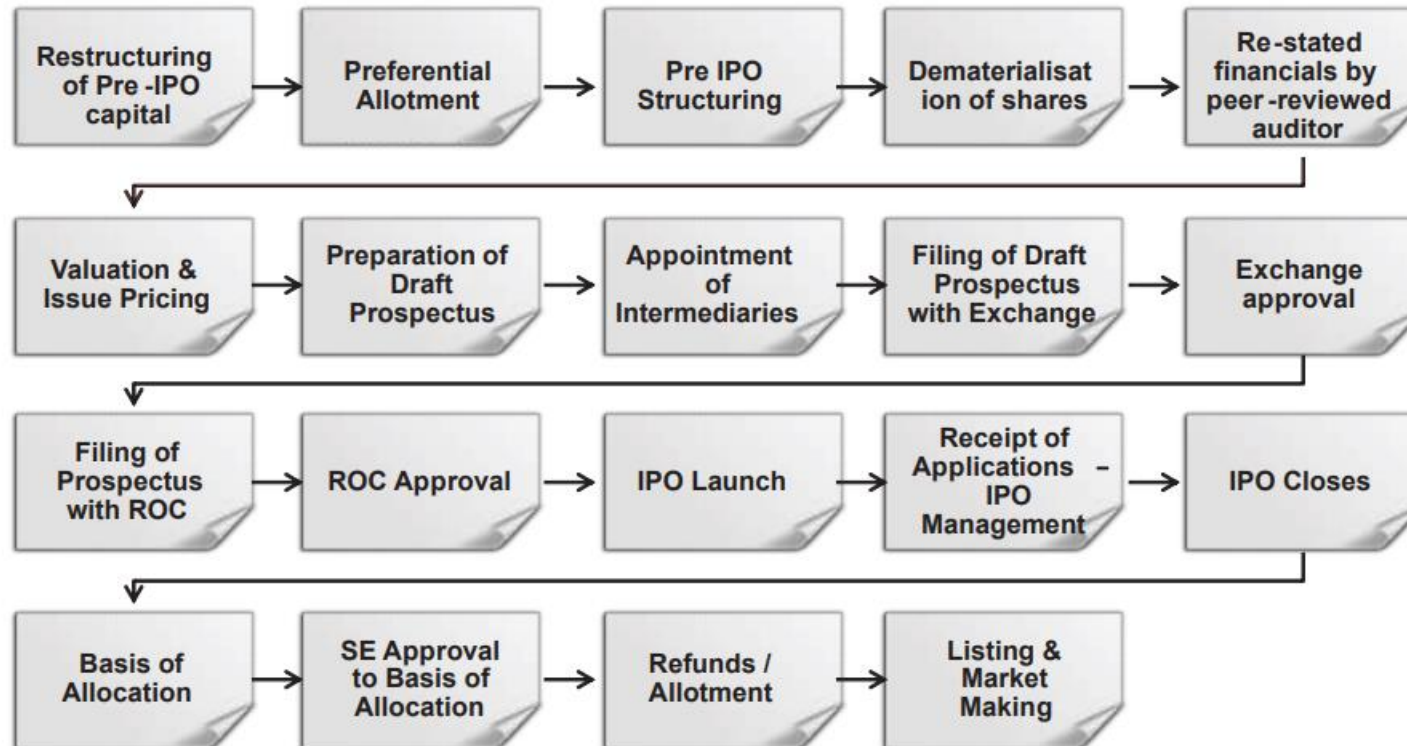 Restructuring
of Pre -IPO
capital
Preferential
Allotment
Pre IPO
Structuring
Dematerialisat
ion of shares
Re-stated
financials by
peer -reviewed
auditor
Valuation &
Issue Pricing
Preparation of
Draft
Prospectus
Appointment
of
Intermediaries
Filing of Draft
Prospectus
with Exchange
Exchange
approval
Filing of
Prospectus
with ROC
ROC Approval
IPO Launch
Receipt of
Applications –
IPO
Management
IPO Closes
Basis of
Allocation
SE Approval
to Basis of
Allocation
Refunds /
Allotment
Listing &
Market
Making